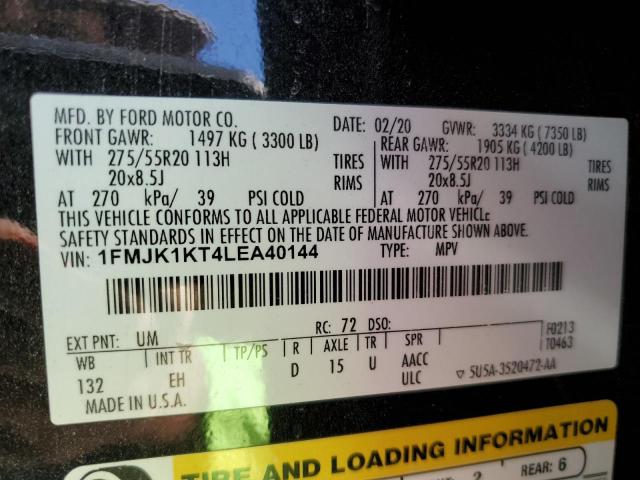 MFD. BY FORD MOTOR CO.
DATE: 02/20 GVWR: 3334 KG ( 7350 LB)
FRONT GAWR: 1497 KG ( 3300 LB)
REAR GAWR: 1905 KG ( 4200 LB)
WITH 275/55R20 113H TIRES
WITH 275/55R20 113H TIRES
20x8.5J RIMS
20x8.5J RIMS
AT 270 kPa/ 39 PSI COLD
AT 270 kPa/ 39 PSI COLD
THIS VEHICLE CONFORMS TO ALL APPLICABLE FEDERAL MOTOR VEHICLE
SAFETY STANDARDS IN EFFECT ON THE DATE OF MANUFACTURE SHOWN ABOVE.
VIN: 1FMJK1KT4LEA40144 TYPE: MPV
EXT PNT: UM RC: 72 DSO: F0213
WB INT TR TP/PS R AXLE TR SPR T0463
132 EH D 15 U AACC
ULC 5U5A-3520472-AA
MADE IN U.S.A.
TIRE AND LOADING INFORMATION
2 REAR: 6